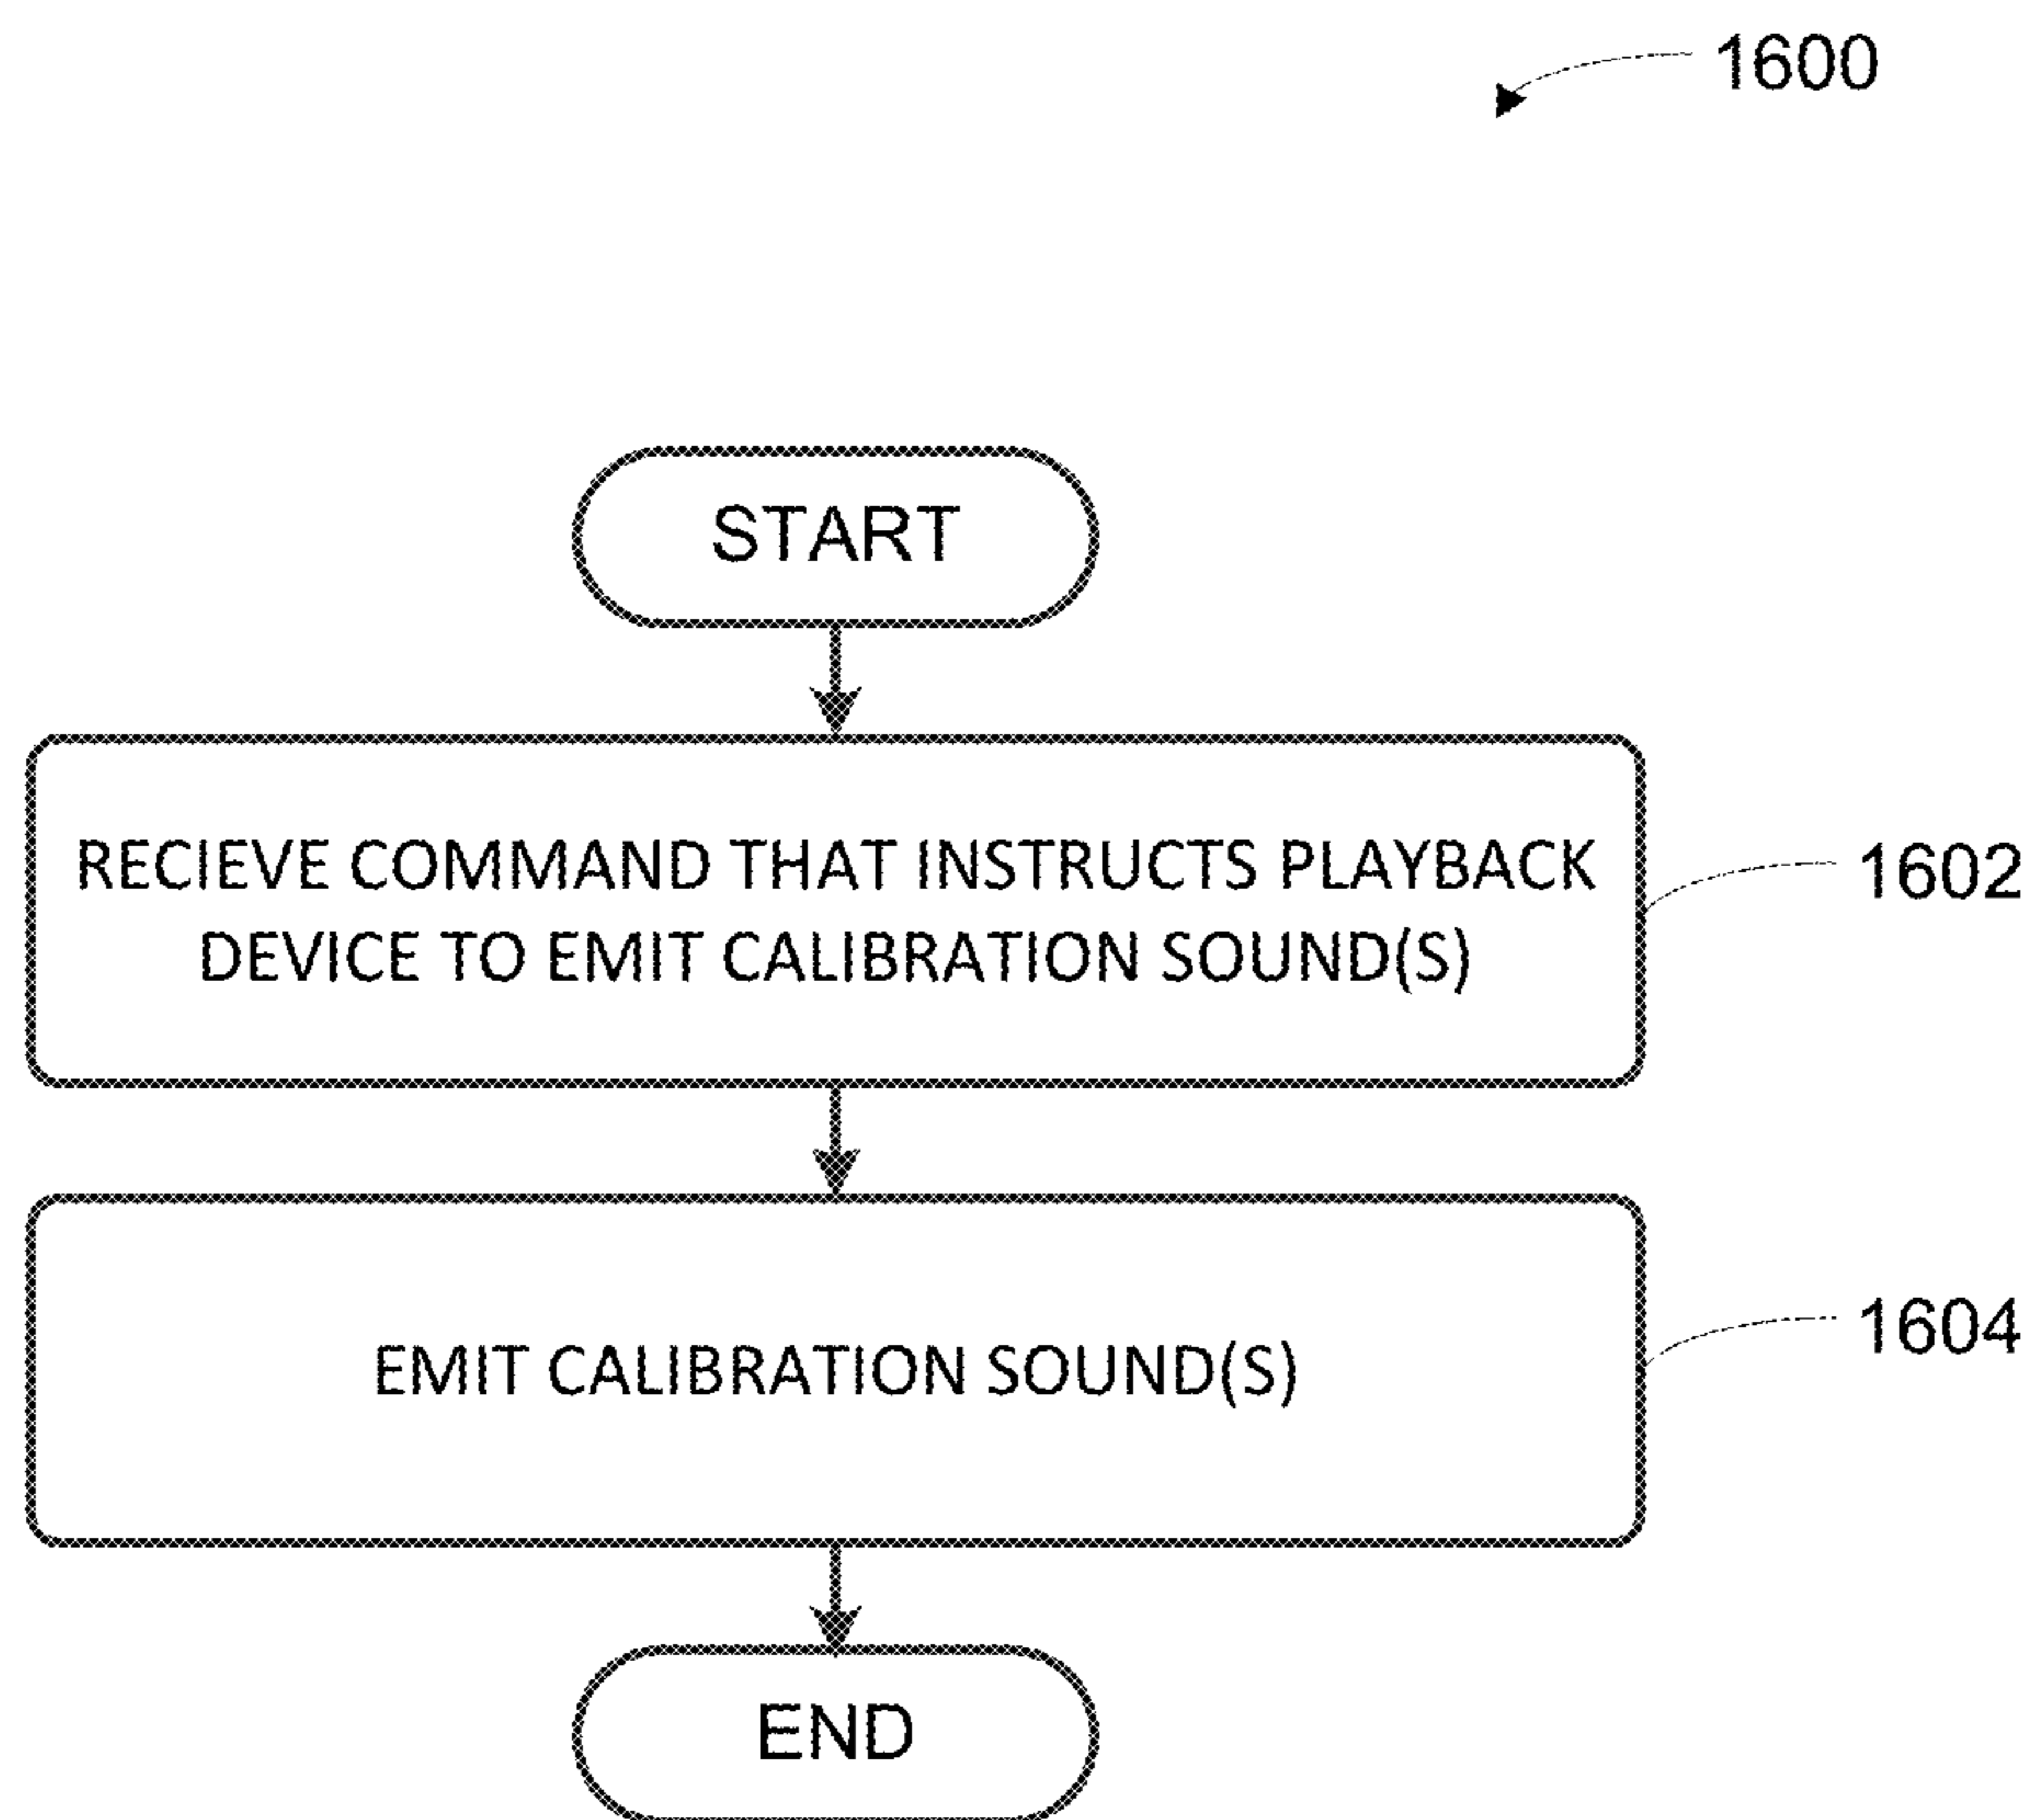 1600
START
RECIEVE COMMAND THAT INSTRUCTS PLAYBACK
DEVICE TO EMIT CALIBRATION SOUND(S)
1602
EMIT CALIBRATION SOUND(S)
1604
END